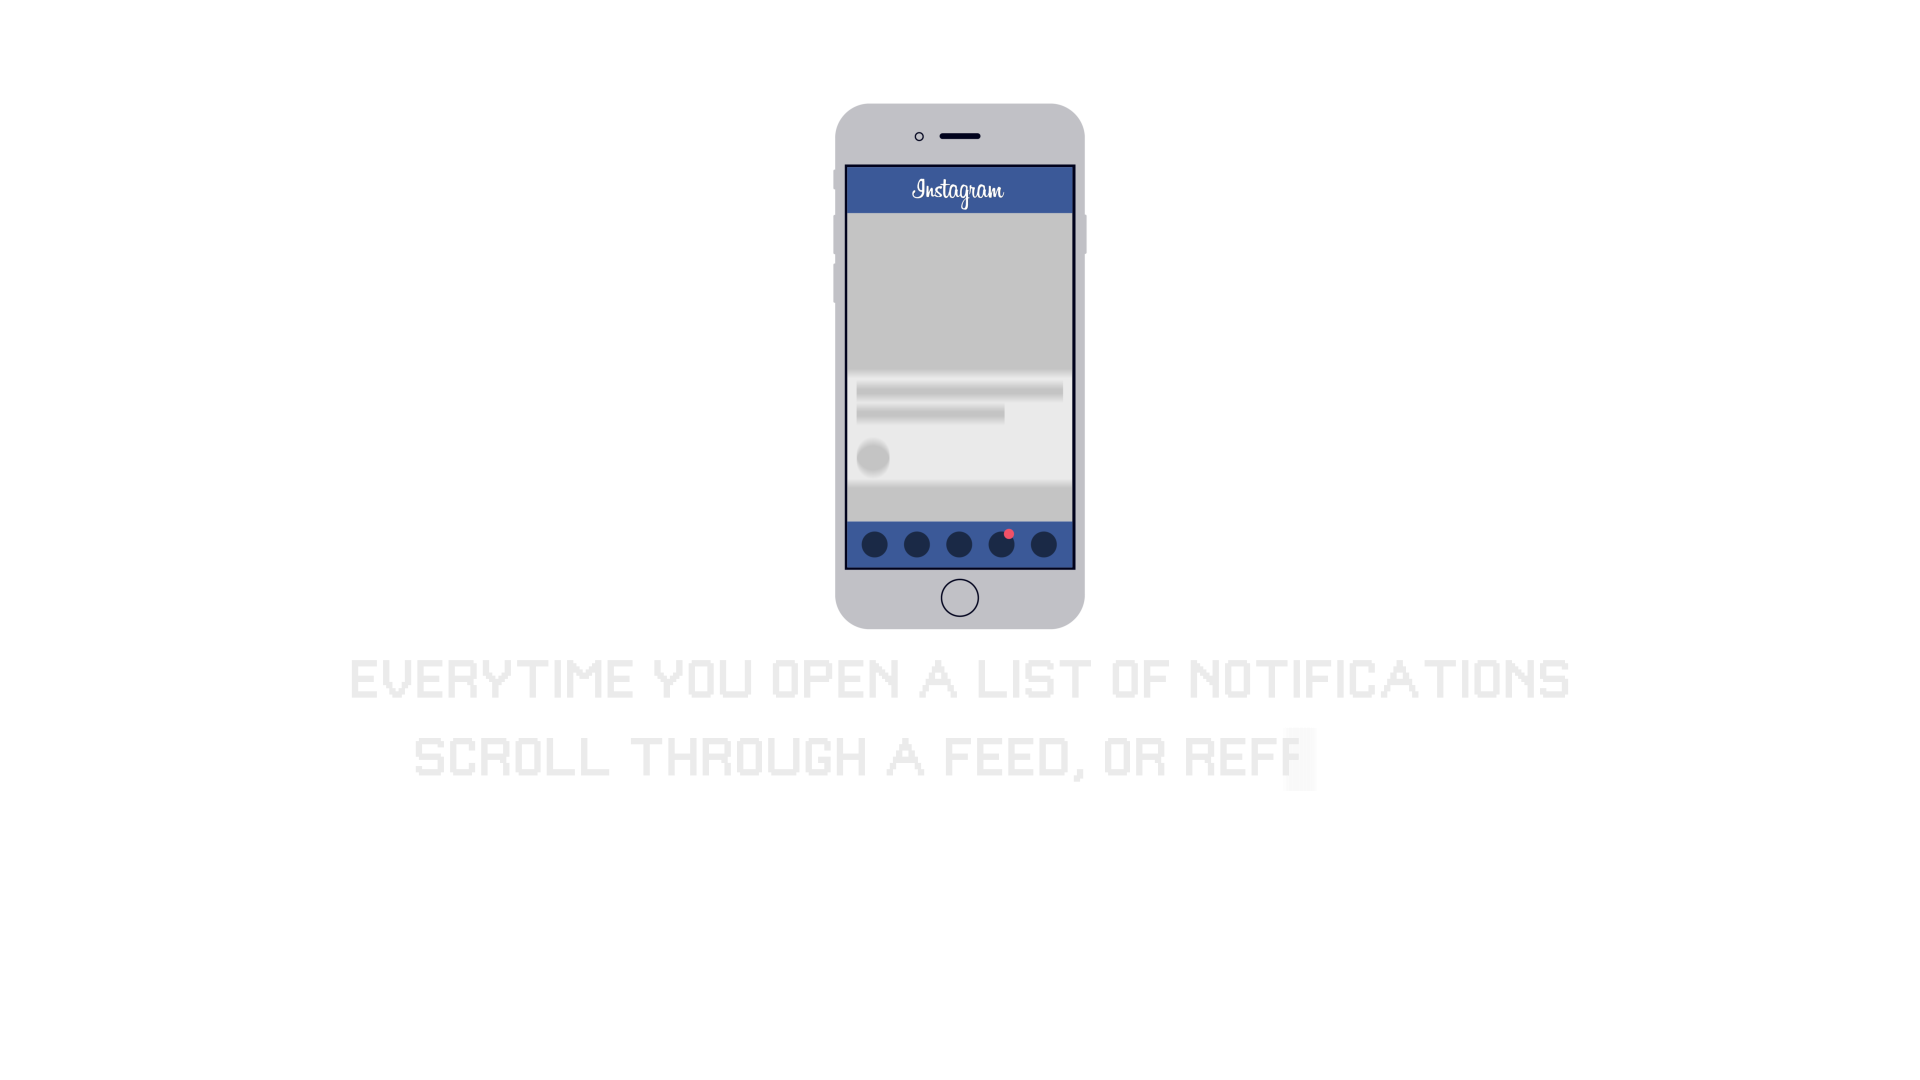 Instagram
EVERYTIME YOU OPEN A LIST OF NOTIFICATIONS
SCROLL THROUGH A FEED, OR